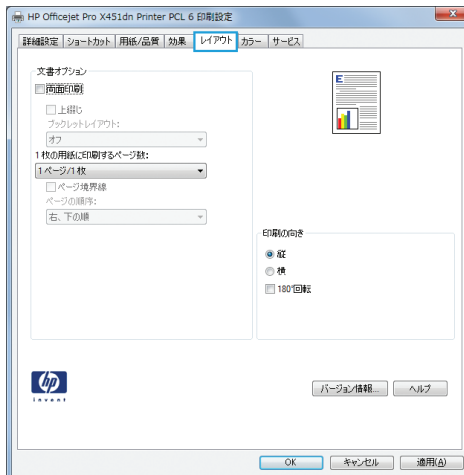 HP Officejet Pro X451dn Printer PCL 6 印刷設定
詳細設定 ショートカット 用紙/品質 効果 レイアウト カラー サービス
文書オプション
両面印刷
上綴じ
ブックレットレイアウト:
オフ
1 枚の用紙に印刷するページ数:
1 ページ/1 枚
ページ境界線
ページの順序:
右、下の順
E
印刷の向き
縦
横
180°回転
hp
invent
バージョン情報... ヘルプ
OK キャンセル 適用(A)